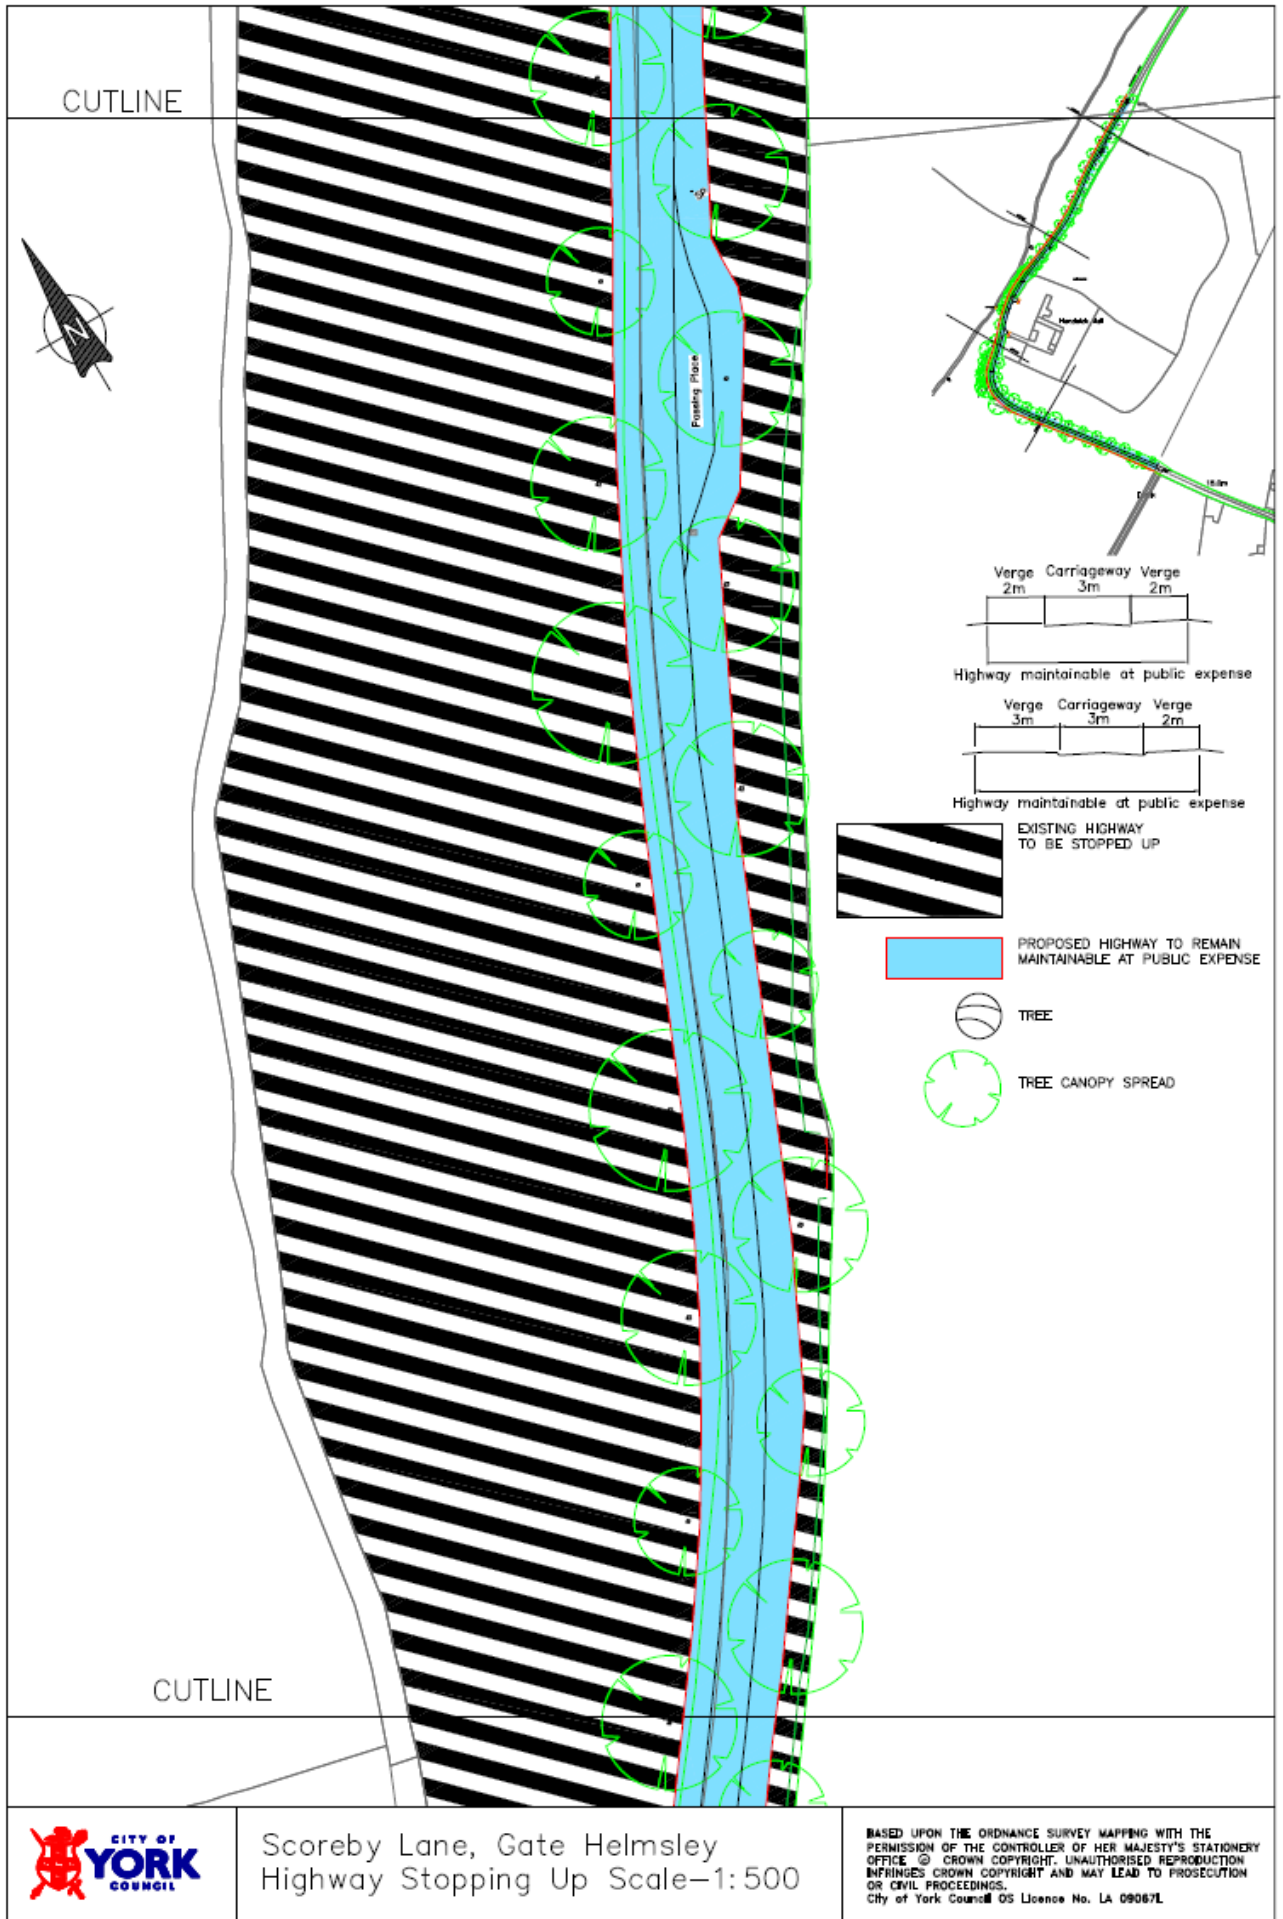 CUTLINE
N
Passing Place
Verge Carriageway Verge
2m 3m 2m
Highway maintainable at public expense
Verge Carriageway Verge
3m 3m 2m
Highway maintainable at public expense
EXISTING HIGHWAY
TO BE STOPPED UP
PROPOSED HIGHWAY TO REMAIN
MAINTAINABLE AT PUBLIC EXPENSE
TREE
TREE CANOPY SPREAD
CUTLINE
CITY OF
YORK
COUNCIL
Scoreby Lane, Gate Helmsley
Highway Stopping Up Scale-1:500
BASED UPON THE ORDNANCE SURVEY MAPPING WITH THE
PERMISSION OF THE CONTROLLER OF HER MAJESTY'S STATIONERY
OFFICE © CROWN COPYRIGHT. UNAUTHORISED REPRODUCTION
INFRINGES CROWN COPYRIGHT AND MAY LEAD TO PROSECUTION
OR CIVIL PROCEEDINGS.
City of York Council OS Licence No. LA 09067L